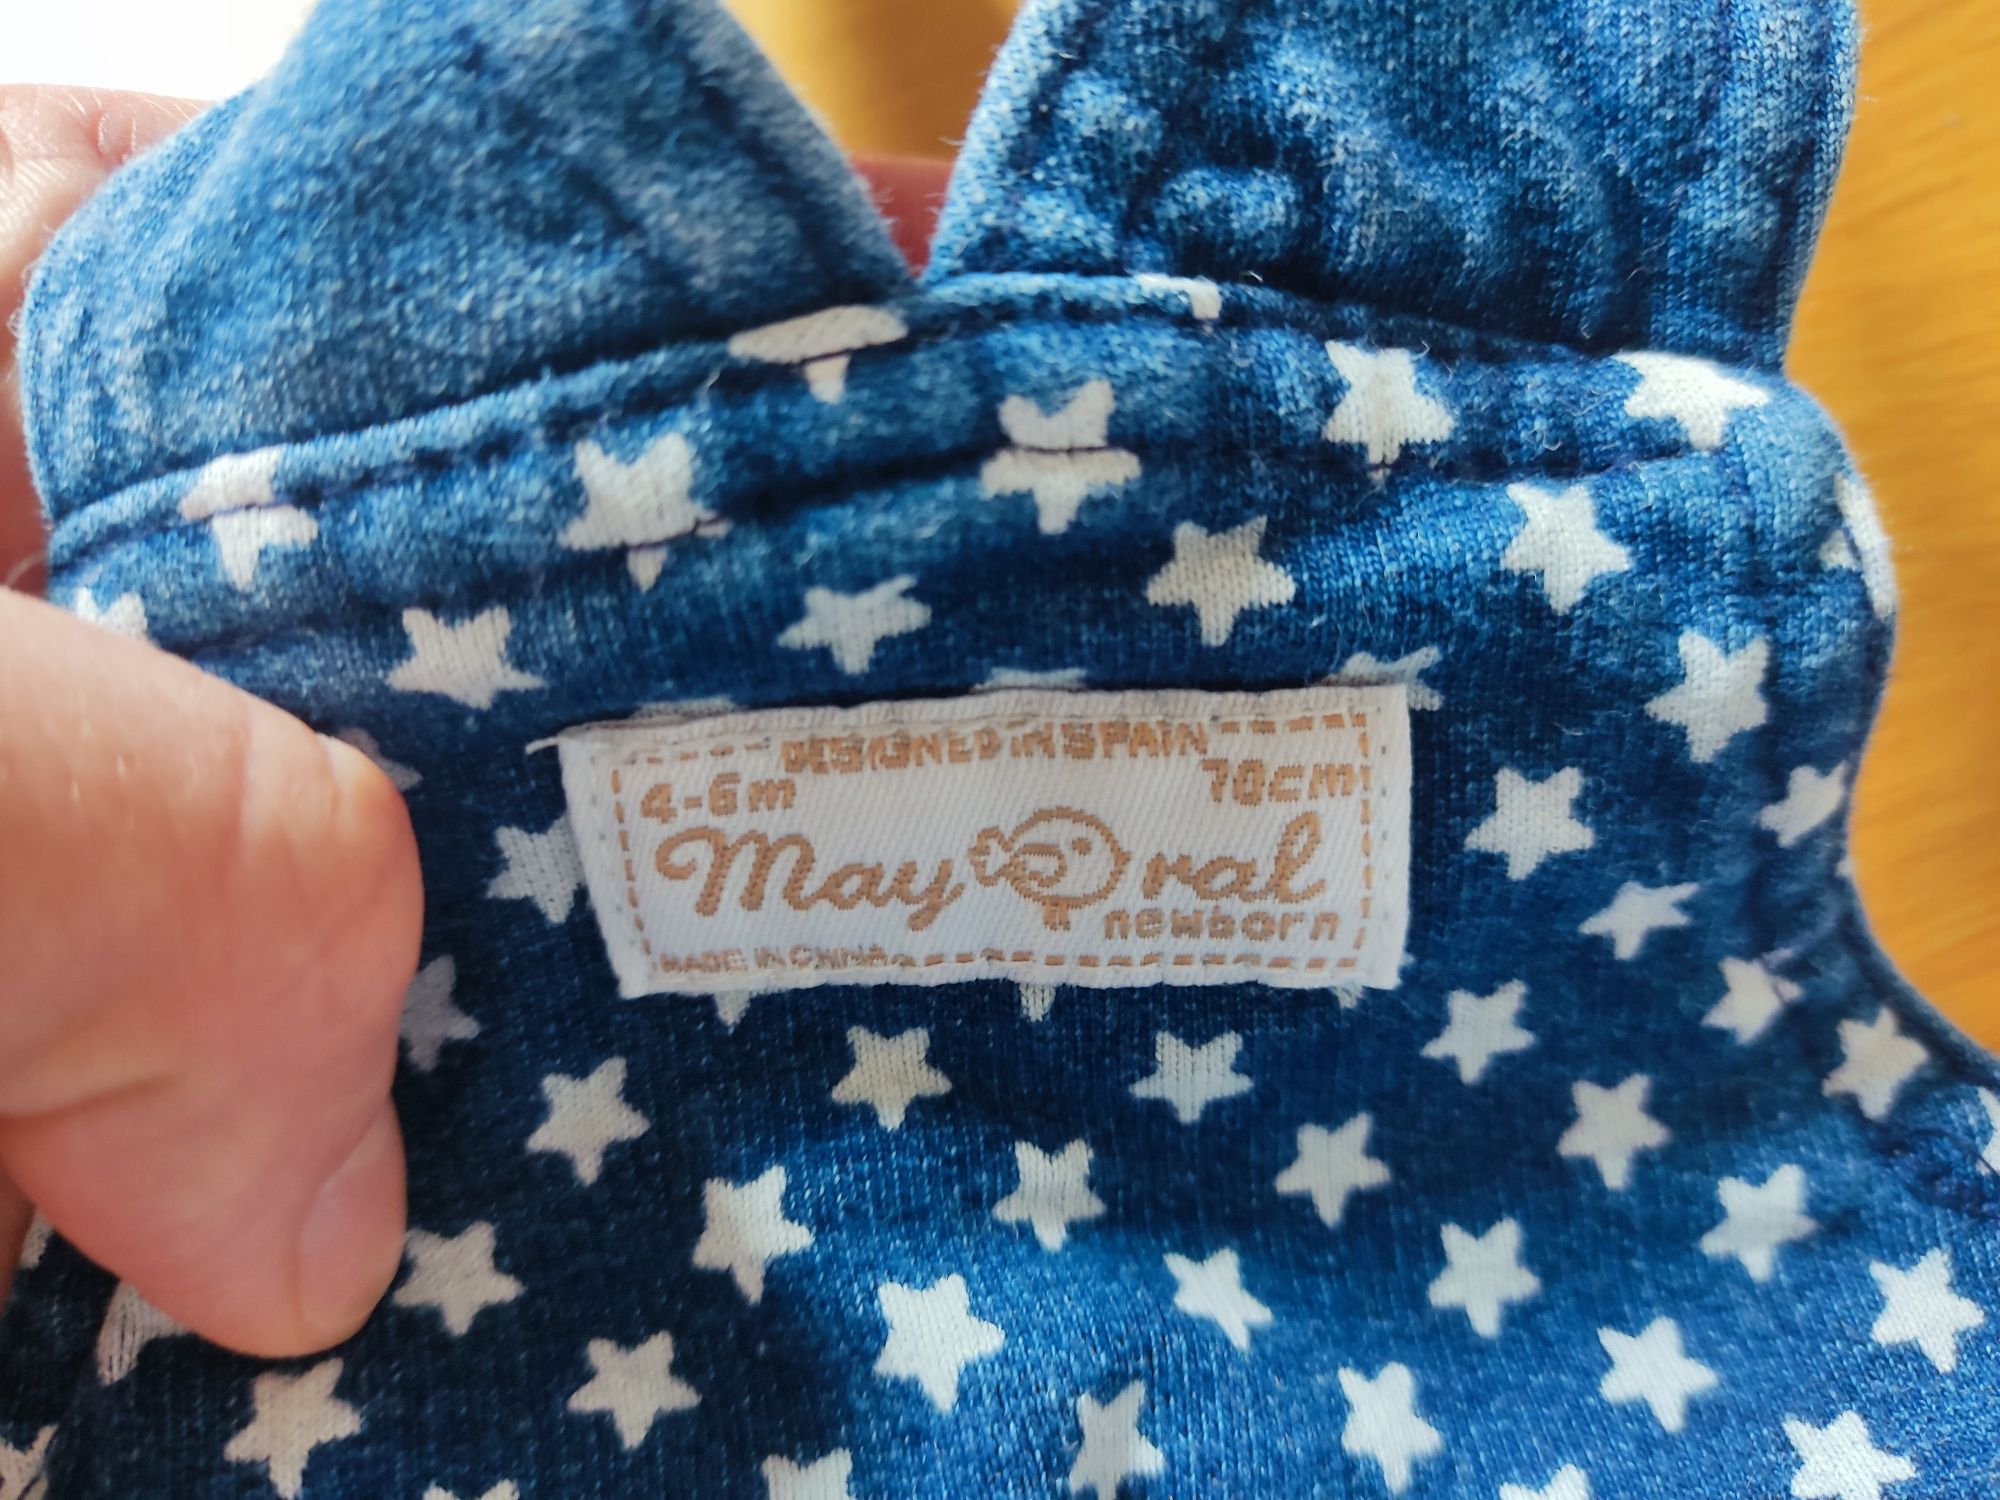 DESIGNED IN SPAIN
4-6m 70cm
Mayoral
newborn
MADE IN CHINA